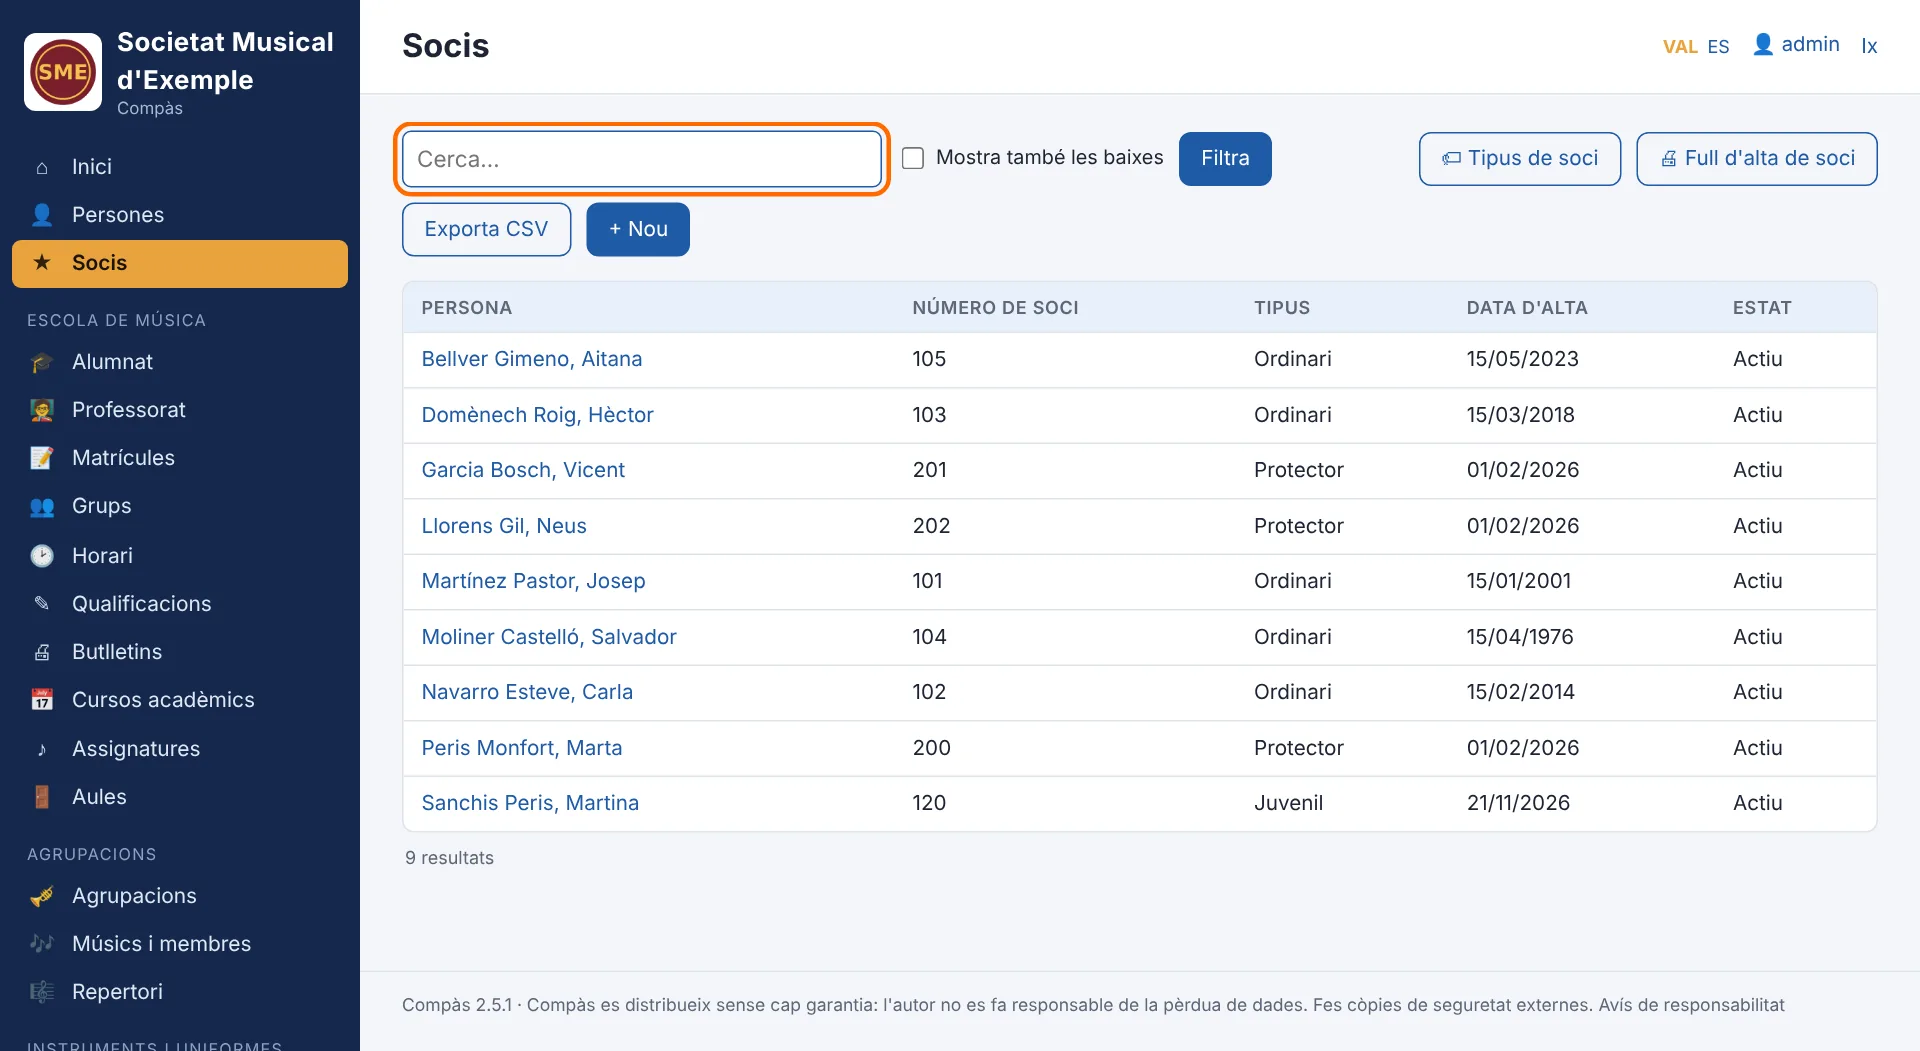 SME
Societat Musical
d'Exemple
Compàs
Inici
Persones
Socis
ESCOLA DE MÚSICA
Alumnat
Professorat
Matrícules
Grups
Horari
Qualificacions
Butlletins
Cursos acadèmics
Assignatures
Aules
AGRUPACIONS
Agrupacions
Músics i membres
Repertori
INSTRUMENTS I UNIFORMES
Socis
VAL ES admin Ix
Cerca...
Mostra també les baixes Filtra Tipus de soci Full d'alta de soci
Exporta CSV + Nou
PERSONA NÚMERO DE SOCI TIPUS DATA D'ALTA ESTAT
Bellver Gimeno, Aitana 105 Ordinari 15/05/2023 Actiu
Domènech Roig, Hèctor 103 Ordinari 15/03/2018 Actiu
Garcia Bosch, Vicent 201 Protector 01/02/2026 Actiu
Llorens Gil, Neus 202 Protector 01/02/2026 Actiu
Martínez Pastor, Josep 101 Ordinari 15/01/2001 Actiu
Moliner Castelló, Salvador 104 Ordinari 15/04/1976 Actiu
Navarro Esteve, Carla 102 Ordinari 15/02/2014 Actiu
Peris Monfort, Marta 200 Protector 01/02/2026 Actiu
Sanchis Peris, Martina 120 Juvenil 21/11/2026 Actiu
9 resultats
Compàs 2.5.1 · Compàs es distribueix sense cap garantia: l'autor no es fa responsable de la pèrdua de dades. Fes còpies de seguretat externes. Avís de responsabilitat